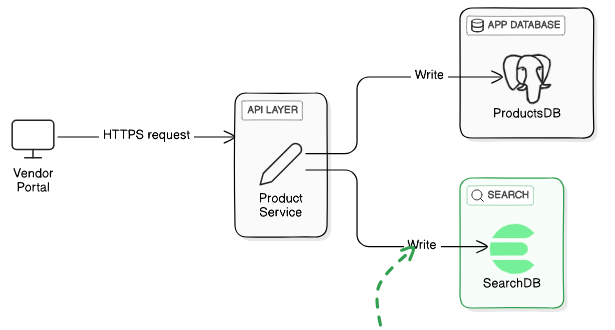 APP DATABASE
Write
ProductsDB
API LAYER
HTTPS request
Vendor
Portal
Product
Service
SEARCH
Write
SearchDB